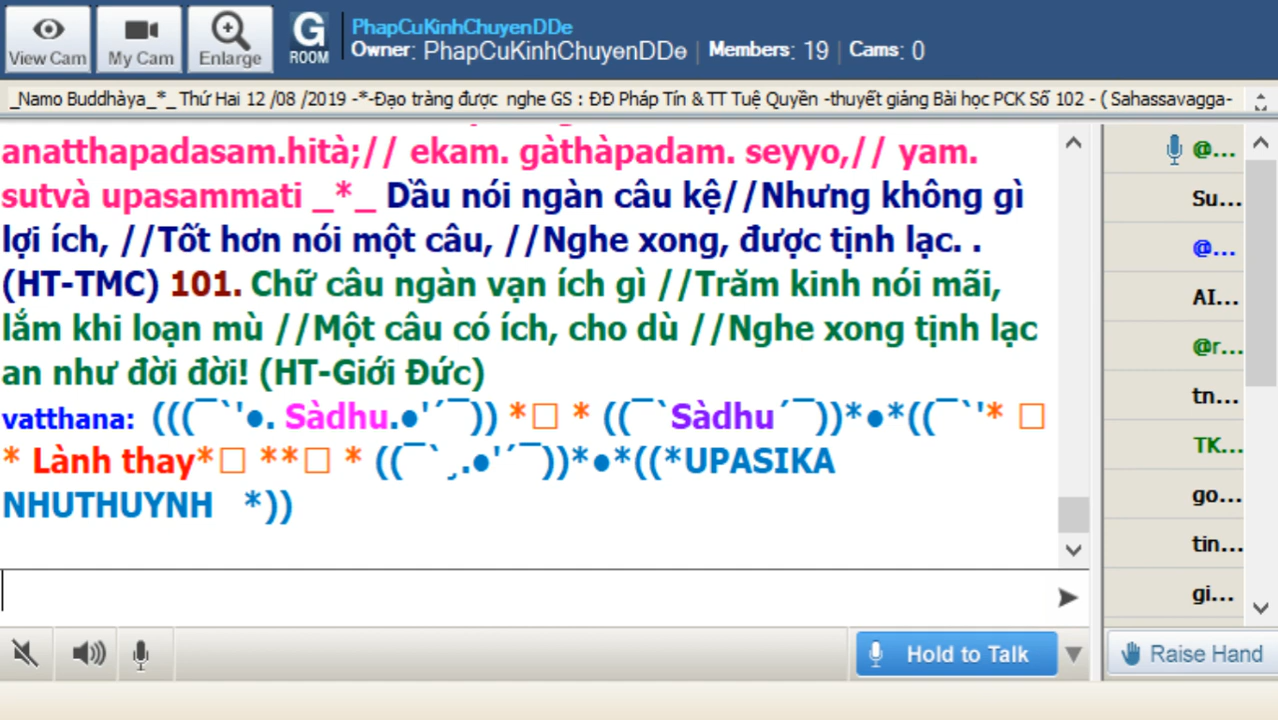 PhapCuKinhChuyenDDe
View Cam My Cam Enlarge G ROOM Owner: PhapCuKinhChuyenDDe | Members: 19 | Cams: 0
_Namo Buddhàya_*_ Thứ Hai 12 /08 /2019 -*-Đạo tràng được nghe GS : ĐĐ Pháp Tín & TT Tuệ Quyền -thuyết giảng Bài học PCK Số 102 - ( Sahassavagga-
anatthapadasam.hità;// ekam. gàthàpadam. seyyo,// yam.
sutvà upasammati _*_ Dầu nói ngàn câu kệ//Nhưng không gì
lợi ích, //Tốt hơn nói một câu, //Nghe xong, được tịnh lạc. .
(HT-TMC) 101. Chữ câu ngàn vạn ích gì //Trăm kinh nói mãi,
lắm khi loạn mù //Một câu có ích, cho dù //Nghe xong tịnh lạc
an như đời đời! (HT-Giới Đức)
vatthana: (((¯`'●. Sàdhu.●'´¯)) *□ * ((¯`Sàdhu´¯))*●*((¯`'* □
* Lành thay*□ **□ * ((¯`¸.●'´¯))*●*((*UPASIKA
NHUTHUYNH *))
@...
Su...
@...
AI...
@r...
tn...
TK...
go...
tin...
gi...
Hold to Talk
Raise Hand